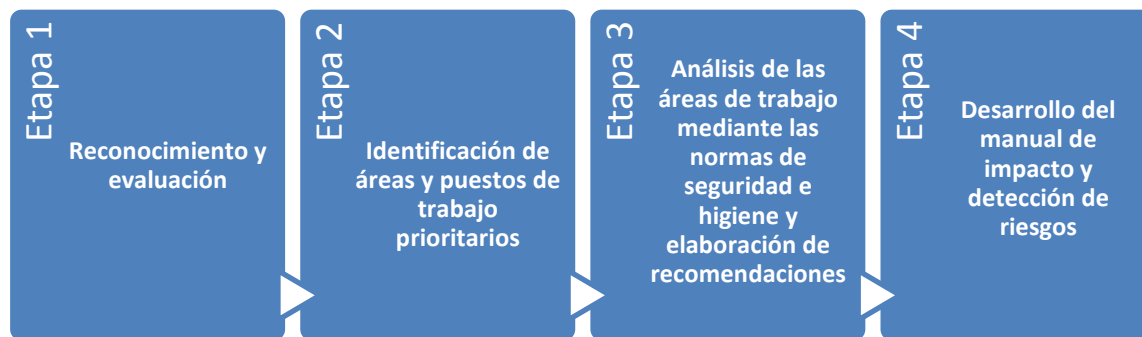 Etapa 1
Reconocimiento y
evaluación
Etapa 2
Identificación de
áreas y puestos de
trabajo
prioritarios
Etapa 3
Análisis de las
áreas de trabajo
mediante las
normas de
seguridad e
higiene y
elaboración de
recomendaciones
Etapa 4
Desarrollo del
manual de
impacto y
detección de
riesgos